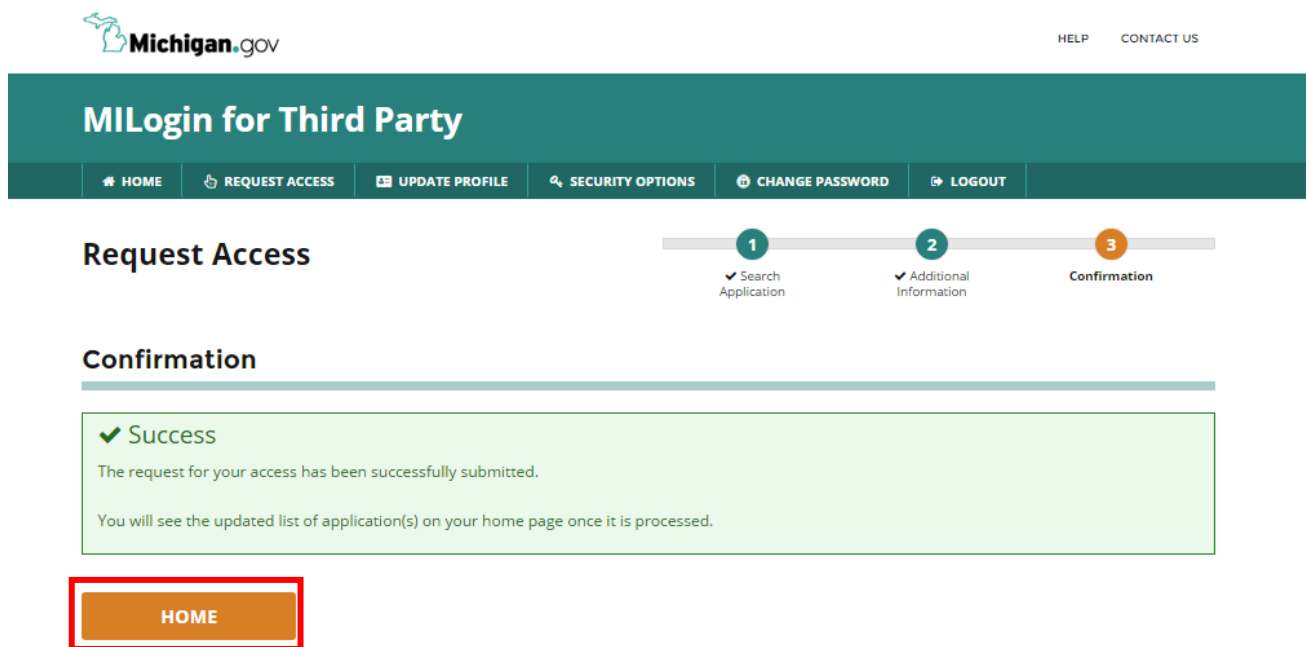 Michigan.gov
HELP CONTACT US
MILogin for Third Party
HOME REQUEST ACCESS UPDATE PROFILE SECURITY OPTIONS CHANGE PASSWORD LOGOUT
Request Access
1 2 3
Search Application
Additional Information
Confirmation
Confirmation
Success
The request for your access has been successfully submitted.
You will see the updated list of application(s) on your home page once it is processed.
HOME